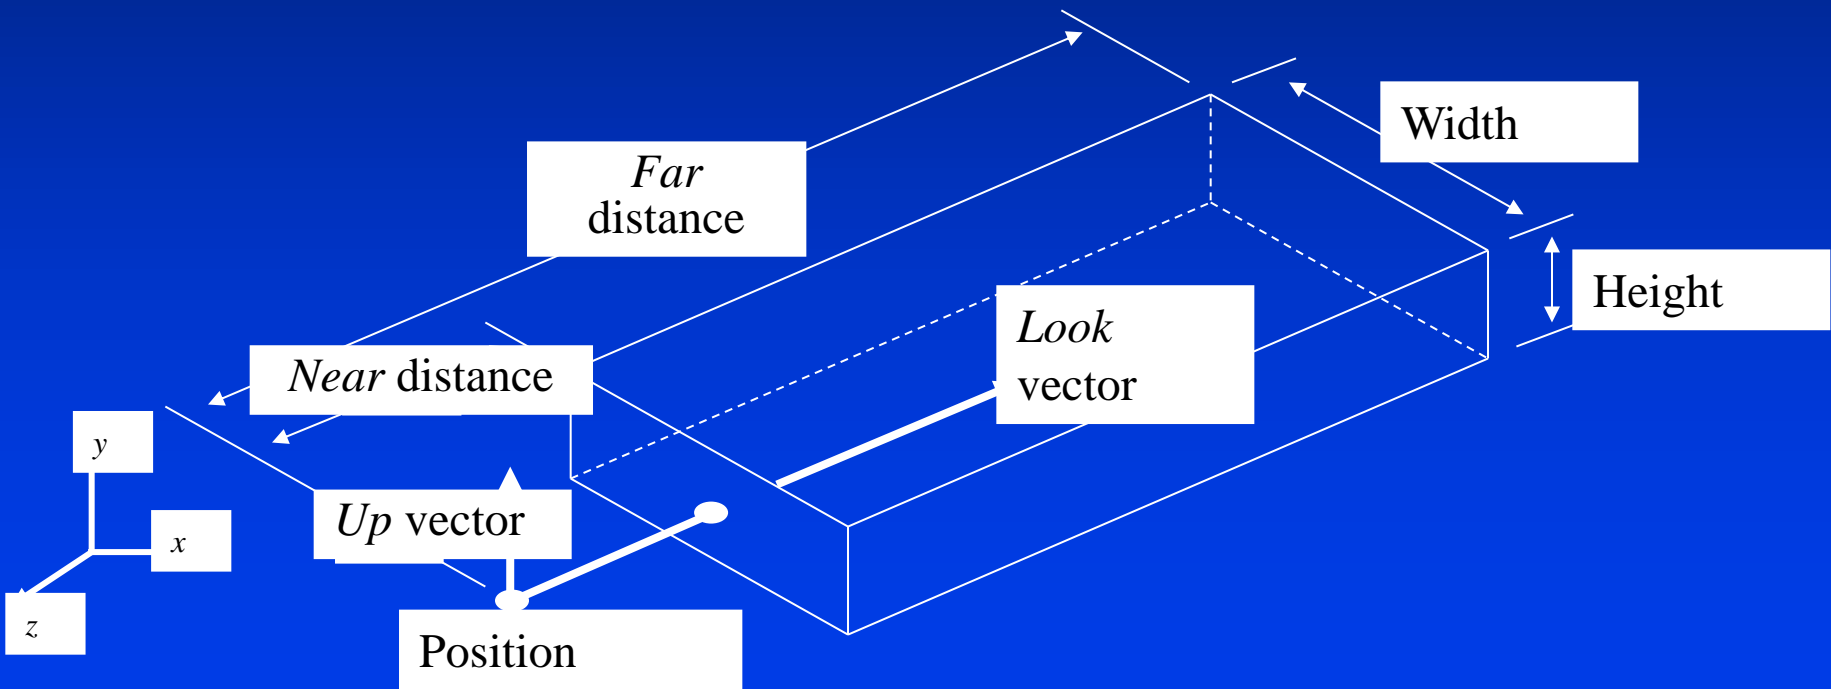 Width
Far
distance
Height
Look
vector
Near distance
y
Up vector
x
z
Position